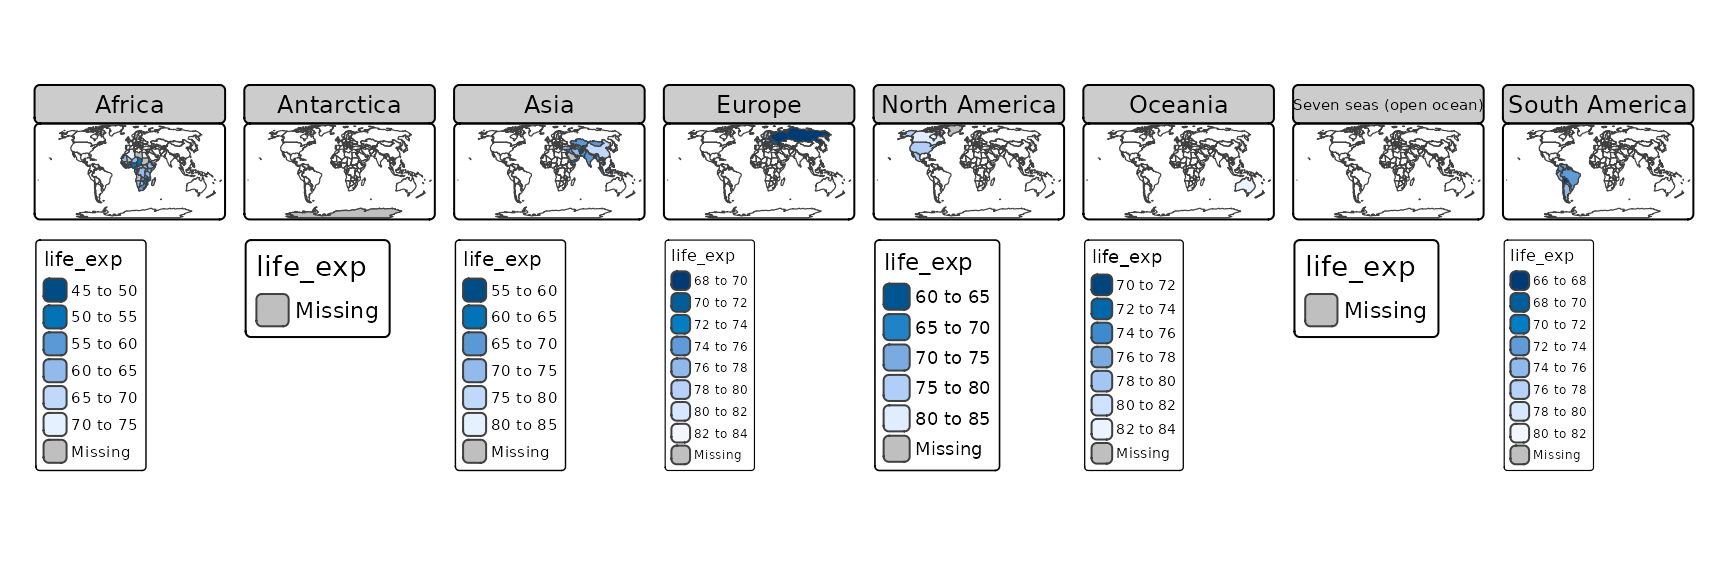 Africa
Antarctica
Asia
Europe
North America
Oceania
Seven seas (open ocean)
South America
life_exp
45 to 50
50 to 55
55 to 60
60 to 65
65 to 70
70 to 75
Missing
life_exp
Missing
life_exp
55 to 60
60 to 65
65 to 70
70 to 75
75 to 80
80 to 85
Missing
life_exp
68 to 70
70 to 72
72 to 74
74 to 76
76 to 78
78 to 80
80 to 82
82 to 84
Missing
life_exp
60 to 65
65 to 70
70 to 75
75 to 80
80 to 85
Missing
life_exp
70 to 72
72 to 74
74 to 76
76 to 78
78 to 80
80 to 82
82 to 84
Missing
life_exp
Missing
life_exp
66 to 68
68 to 70
70 to 72
72 to 74
74 to 76
76 to 78
78 to 80
80 to 82
Missing